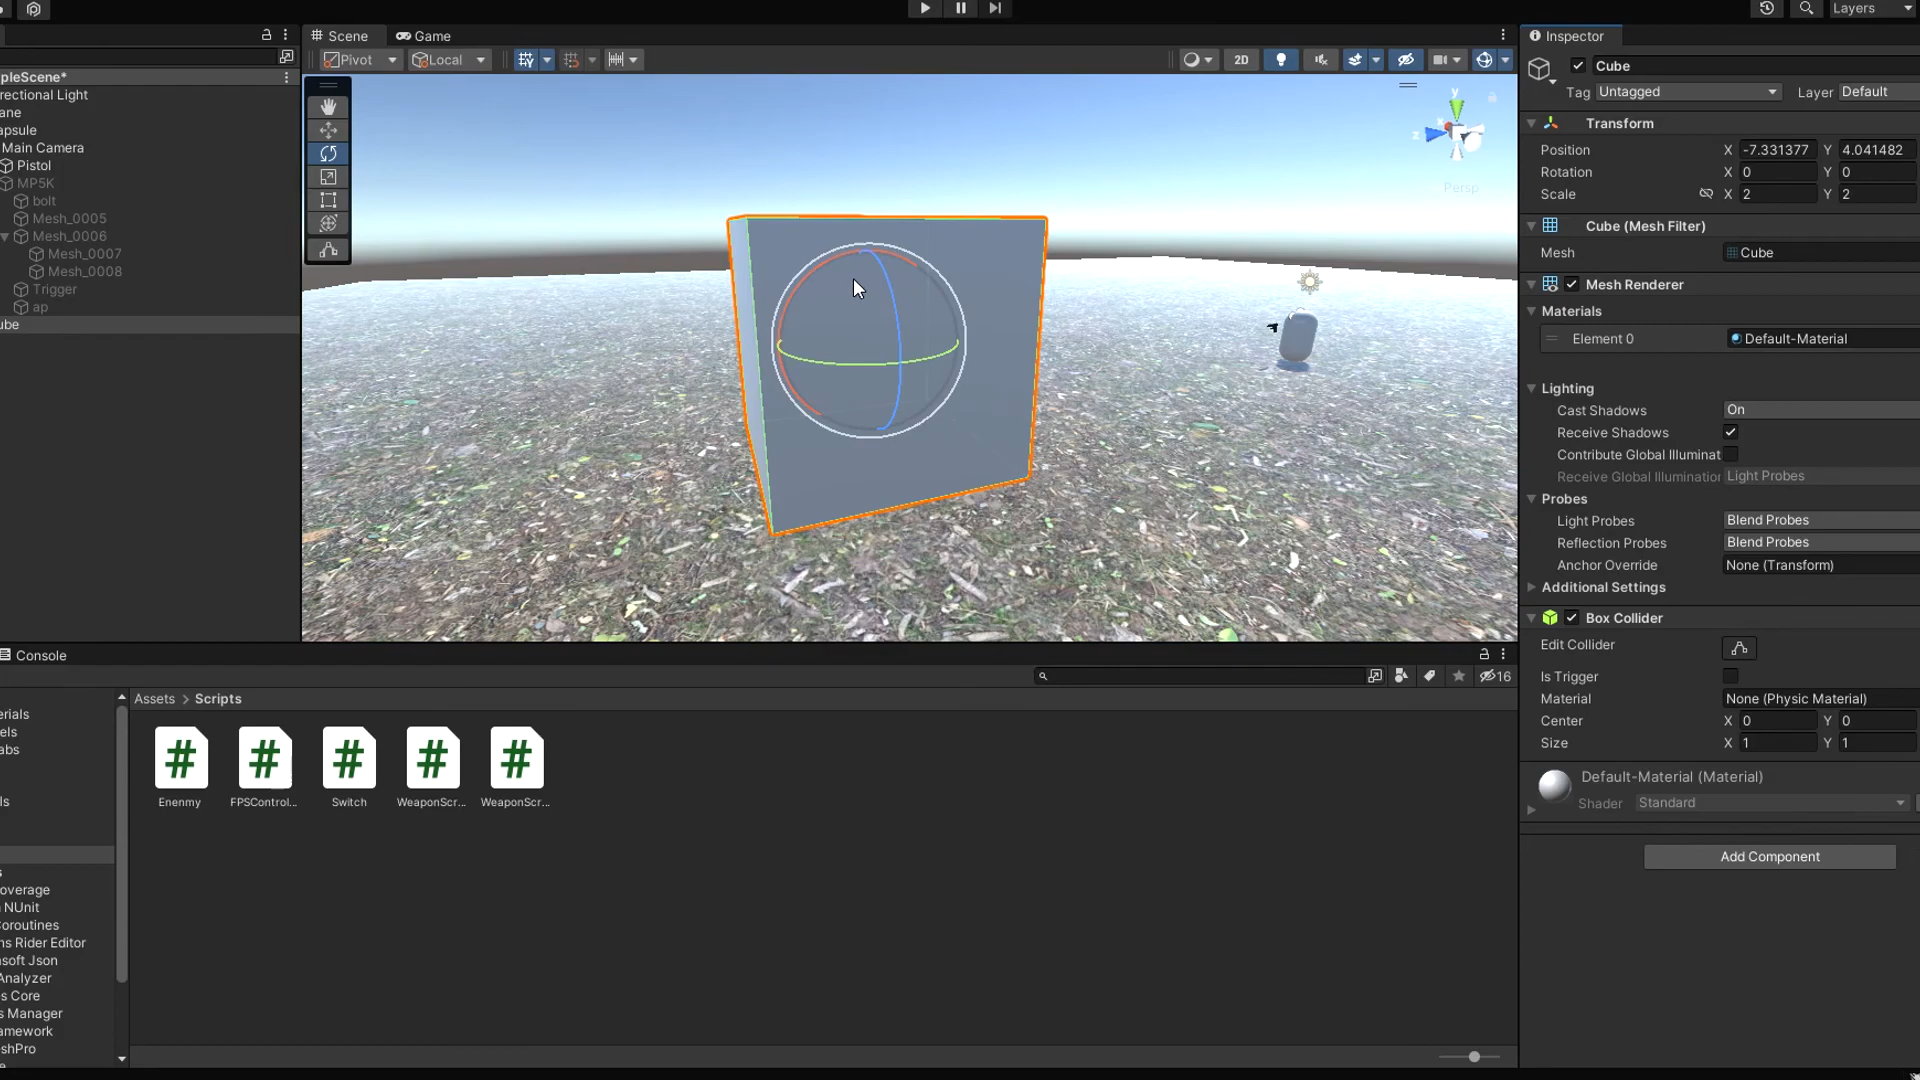 Layers
Scene
Game
Inspector
Pivot
Local
2D
Cube
Tag Untagged Layer Default
pleScene*
rectional Light
ane
apsule
Main Camera
Pistol
MP5K
bolt
Mesh_0005
Mesh_0006
Mesh_0007
Mesh_0008
Trigger
ap
ube
y
x
z
Persp
Transform
Position X -7.331377 Y 4.041482
Rotation X 0 Y 0
Scale X 2 Y 2
Cube (Mesh Filter)
Mesh Cube
Mesh Renderer
Materials
Element 0 Default-Material
Lighting
Cast Shadows On
Receive Shadows
Contribute Global Illuminat
Receive Global Illumination Light Probes
Probes
Light Probes Blend Probes
Reflection Probes Blend Probes
Anchor Override None (Transform)
Additional Settings
Box Collider
Edit Collider
Is Trigger
Material None (Physic Material)
Center X 0 Y 0
Size X 1 Y 1
Default-Material (Material)
Shader Standard
Add Component
Console
16
Assets > Scripts
erials
els
abs
ls
s
overage
NUnit
Coroutines
ns Rider Editor
soft Json
Analyzer
s Core
s Manager
amework
shPro
Enenmy
FPSControl...
Switch
WeaponScr...
WeaponScr...